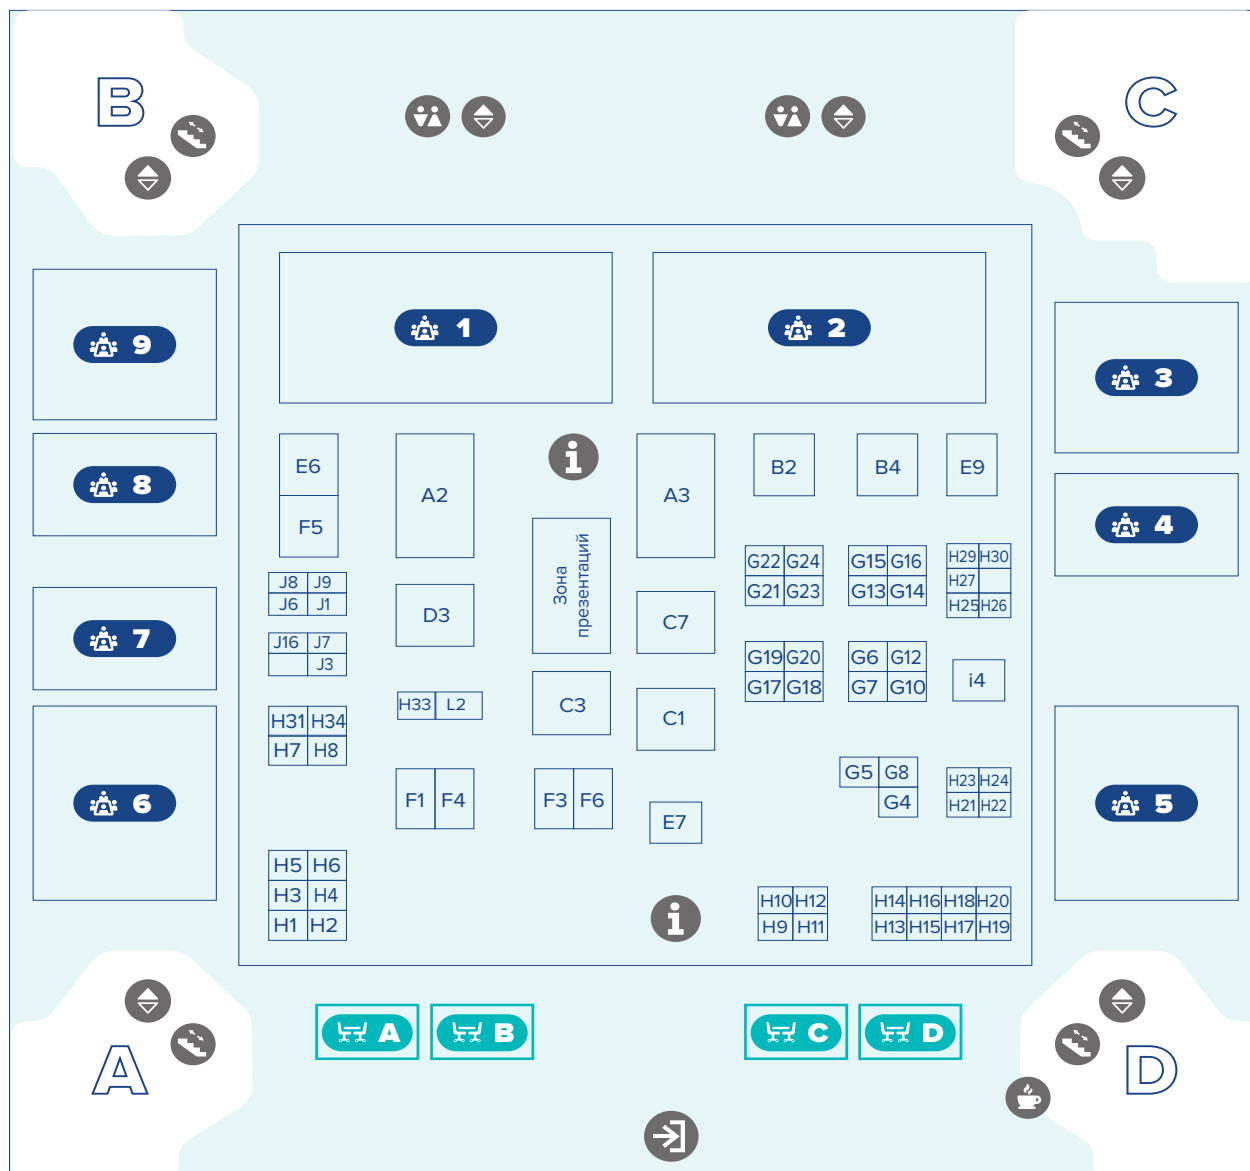 B
C
1
2
9
3
8
4
7
6
5
E6
A2
A3
B2
B4
E9
F5
Зона
презентаций
G22 G24
G15 G16
H29 H30
G21 G23
G13 G14
H27
H25 H26
J8 J9
J6 J1
D3
C7
J16 J7
J3
G19 G20
G6 G12
G17 G18
G7 G10
i4
H33 L2
C3
C1
H31 H34
H7 H8
G5 G8
G4
H23 H24
H21 H22
F1 F4
F3 F6
E7
H5 H6
H3 H4
H1 H2
H10 H12
H9 H11
H14 H16 H18 H20
H13 H15 H17 H19
A
B
C
D
A
D